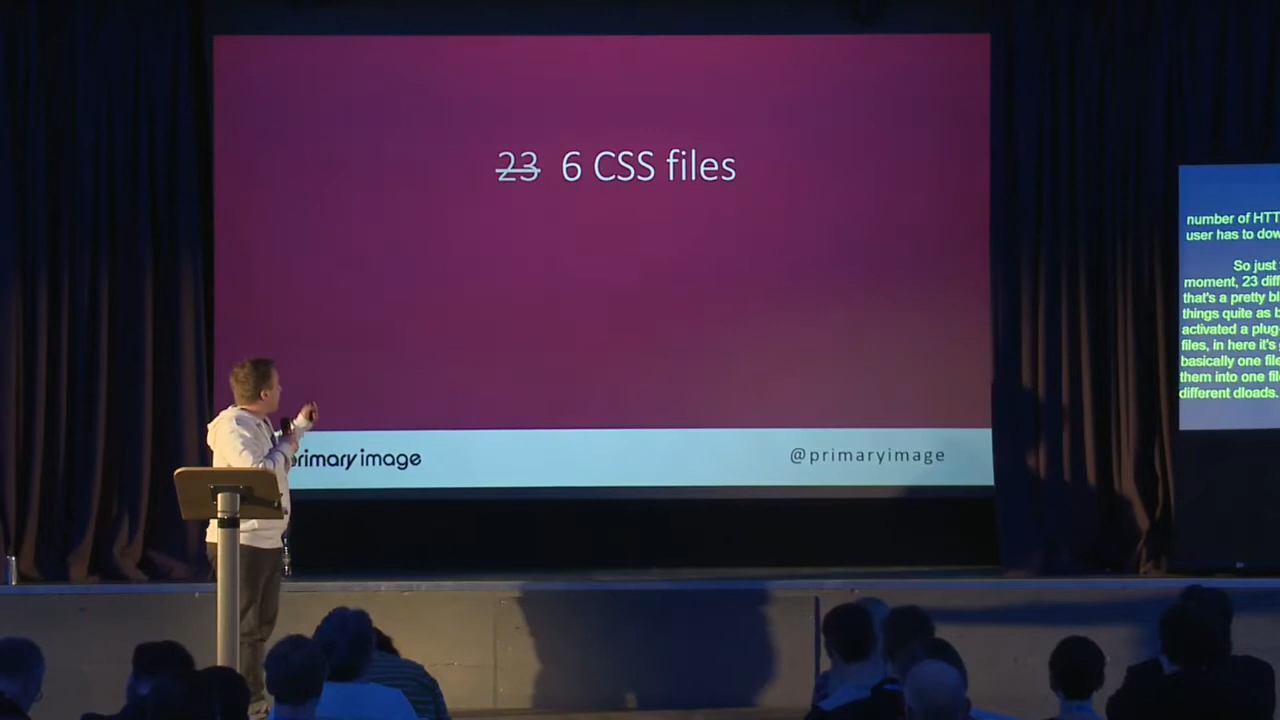 23 6 CSS files
primary image
@primaryimage
number of HTT
user has to dow
So just
moment, 23 diff
that's a pretty bi
things quite as b
activated a plug-
files, in here it's
basically one file
them into one fil
different dloads.